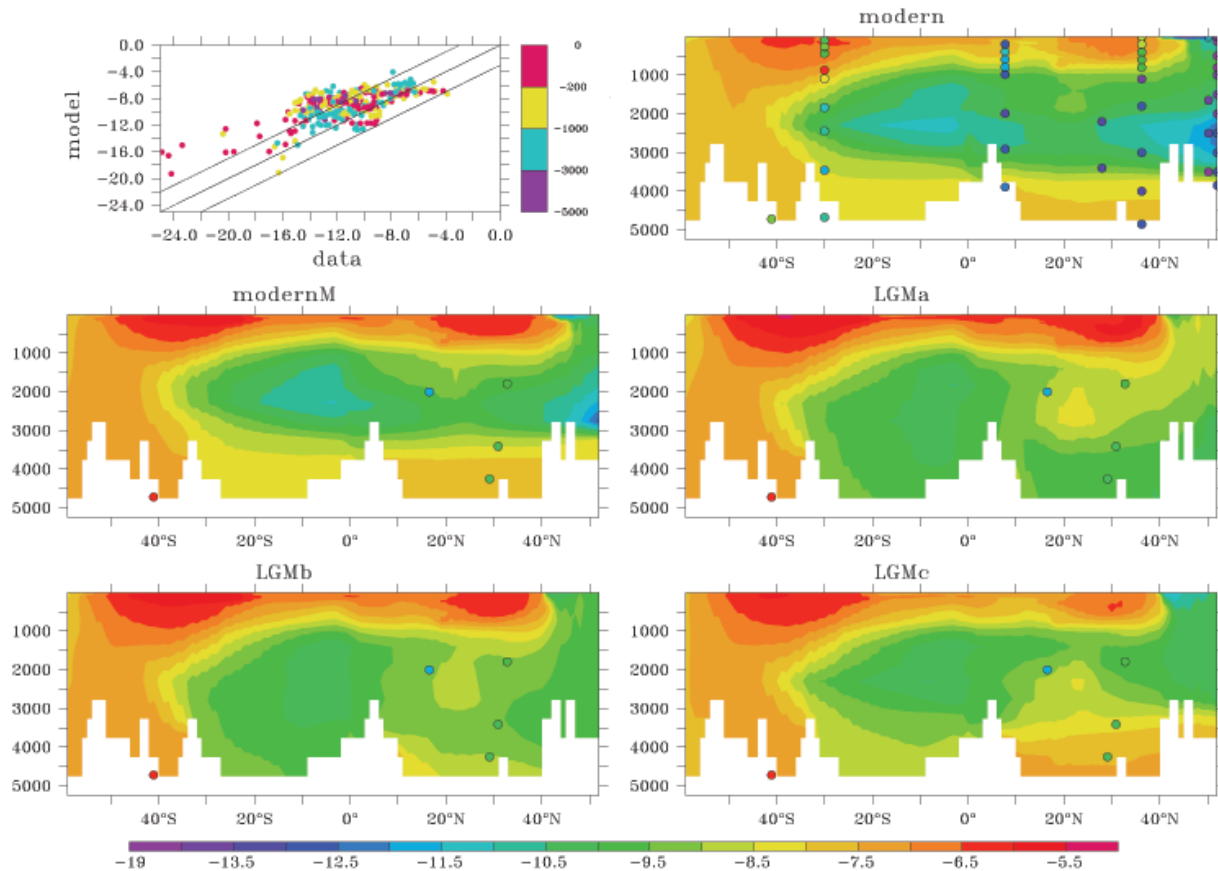 modern
0.0
-4.0
-8.0
-12.0
-16.0
-20.0
-24.0
model
-24.0 -20.0 -16.0 -12.0 -8.0 -4.0 0.0
data
0
-200
-1000
-3000
-5000
1000
2000
3000
4000
5000
40°S 20°S 0° 20°N 40°N
modernM
1000
2000
3000
4000
5000
40°S 20°S 0° 20°N 40°N
LGMa
1000
2000
3000
4000
5000
40°S 20°S 0° 20°N 40°N
LGMb
1000
2000
3000
4000
5000
40°S 20°S 0° 20°N 40°N
LGMc
1000
2000
3000
4000
5000
40°S 20°S 0° 20°N 40°N
-19 -13.5 -12.5 -11.5 -10.5 -9.5 -8.5 -7.5 -6.5 -5.5